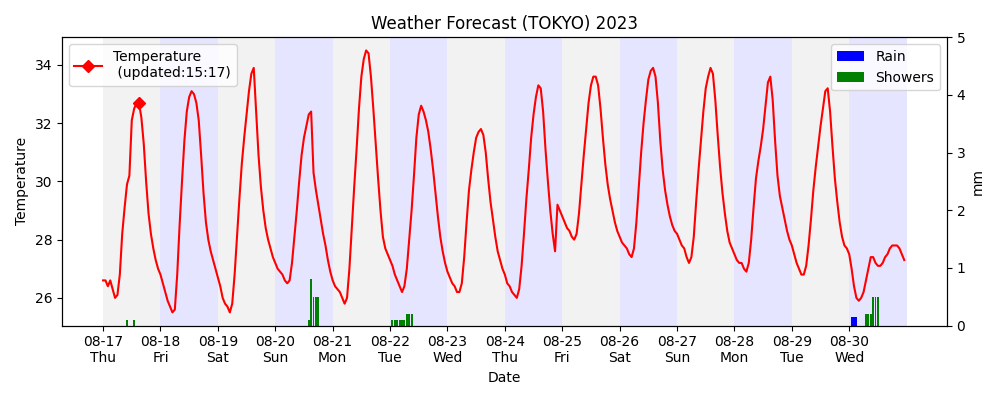 Weather Forecast (TOKYO) 2023
Temperature
(updated:15:17)
Rain
Showers
Temperature
34
32
30
28
26
5
4
3
2
1
0
mm
08-17 08-18 08-19 08-20 08-21 08-22 08-23 08-24 08-25 08-26 08-27 08-28 08-29 08-30
Thu Fri Sat Sun Mon Tue Wed Thu Fri Sat Sun Mon Tue Wed
Date